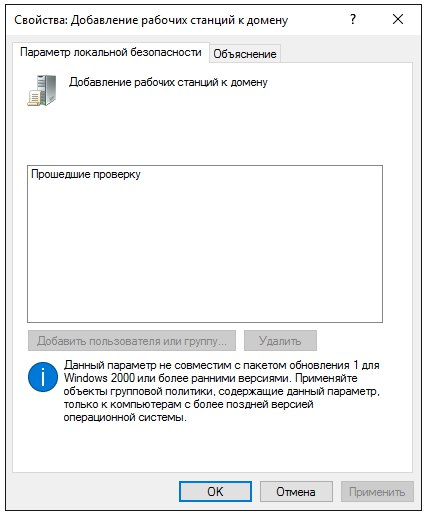 Свойства: Добавление рабочих станций к домену
?
Параметр локальной безопасности
Объяснение
Добавление рабочих станций к домену
Прошедшие проверку
Добавить пользователя или группу...
Удалить
Данный параметр не совместим с пакетом обновления 1 для
Windows 2000 или более ранними версиями. Применяйте
объекты групповой политики, содержащие данный параметр,
только к компьютерам с более поздней версией
операционной системы.
OK
Отмена
Применить